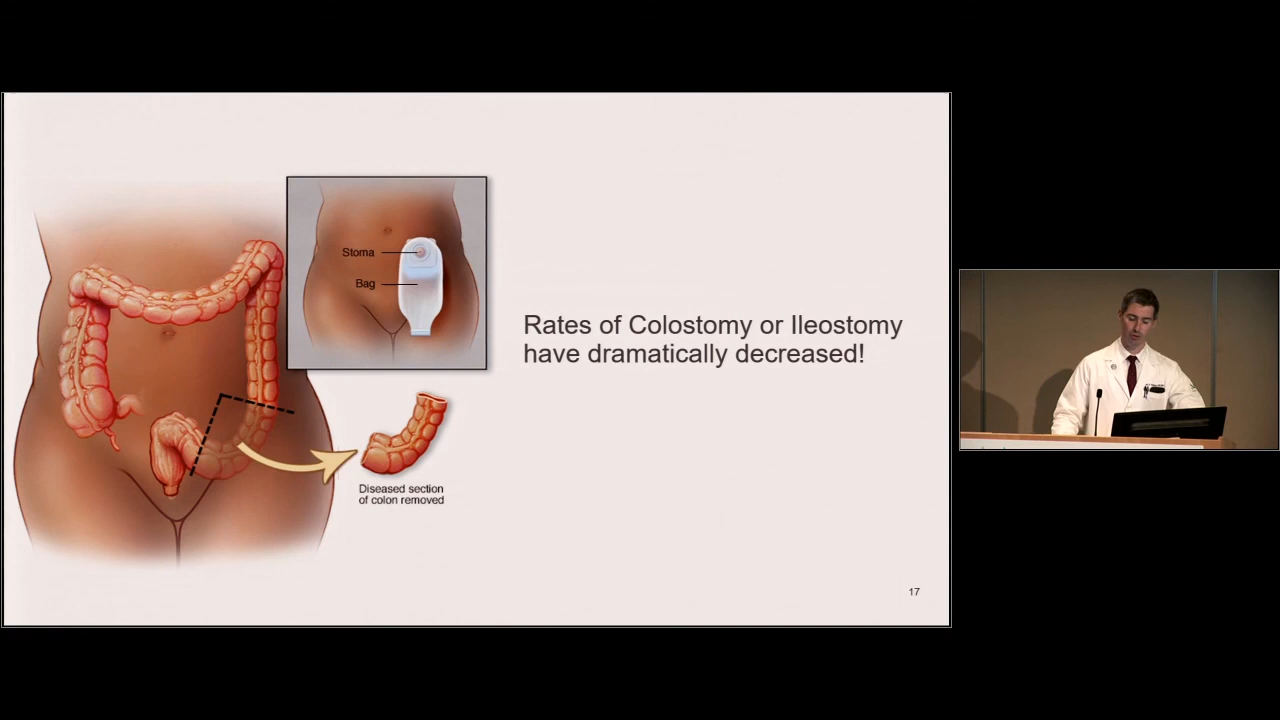 Stoma
Bag
Rates of Colostomy or Ileostomy
have dramatically decreased!
Diseased section
of colon removed
17